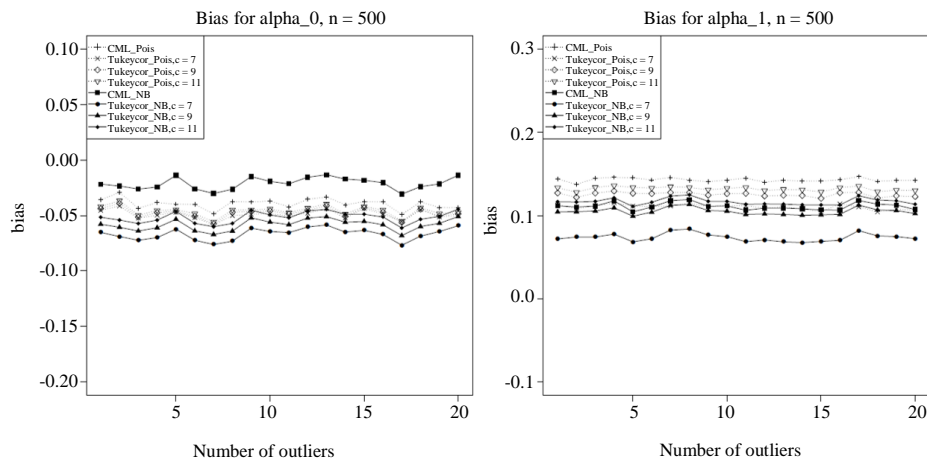 Bias for alpha_0, n = 500
CML_Pois
Tukeycor_Pois,c = 7
Tukeycor_Pois,c = 9
Tukeycor_Pois,c = 11
CML_NB
Tukeycor_NB,c = 7
Tukeycor_NB,c = 9
Tukeycor_NB,c = 11
bias
0.10
0.05
0.00
-0.05
-0.10
-0.15
-0.20
5
10
15
20
Number of outliers
Bias for alpha_1, n = 500
CML_Pois
Tukeycor_Pois,c = 7
Tukeycor_Pois,c = 9
Tukeycor_Pois,c = 11
CML_NB
Tukeycor_NB,c = 7
Tukeycor_NB,c = 9
Tukeycor_NB,c = 11
bias
0.3
0.2
0.1
0.0
-0.1
5
10
15
20
Number of outliers